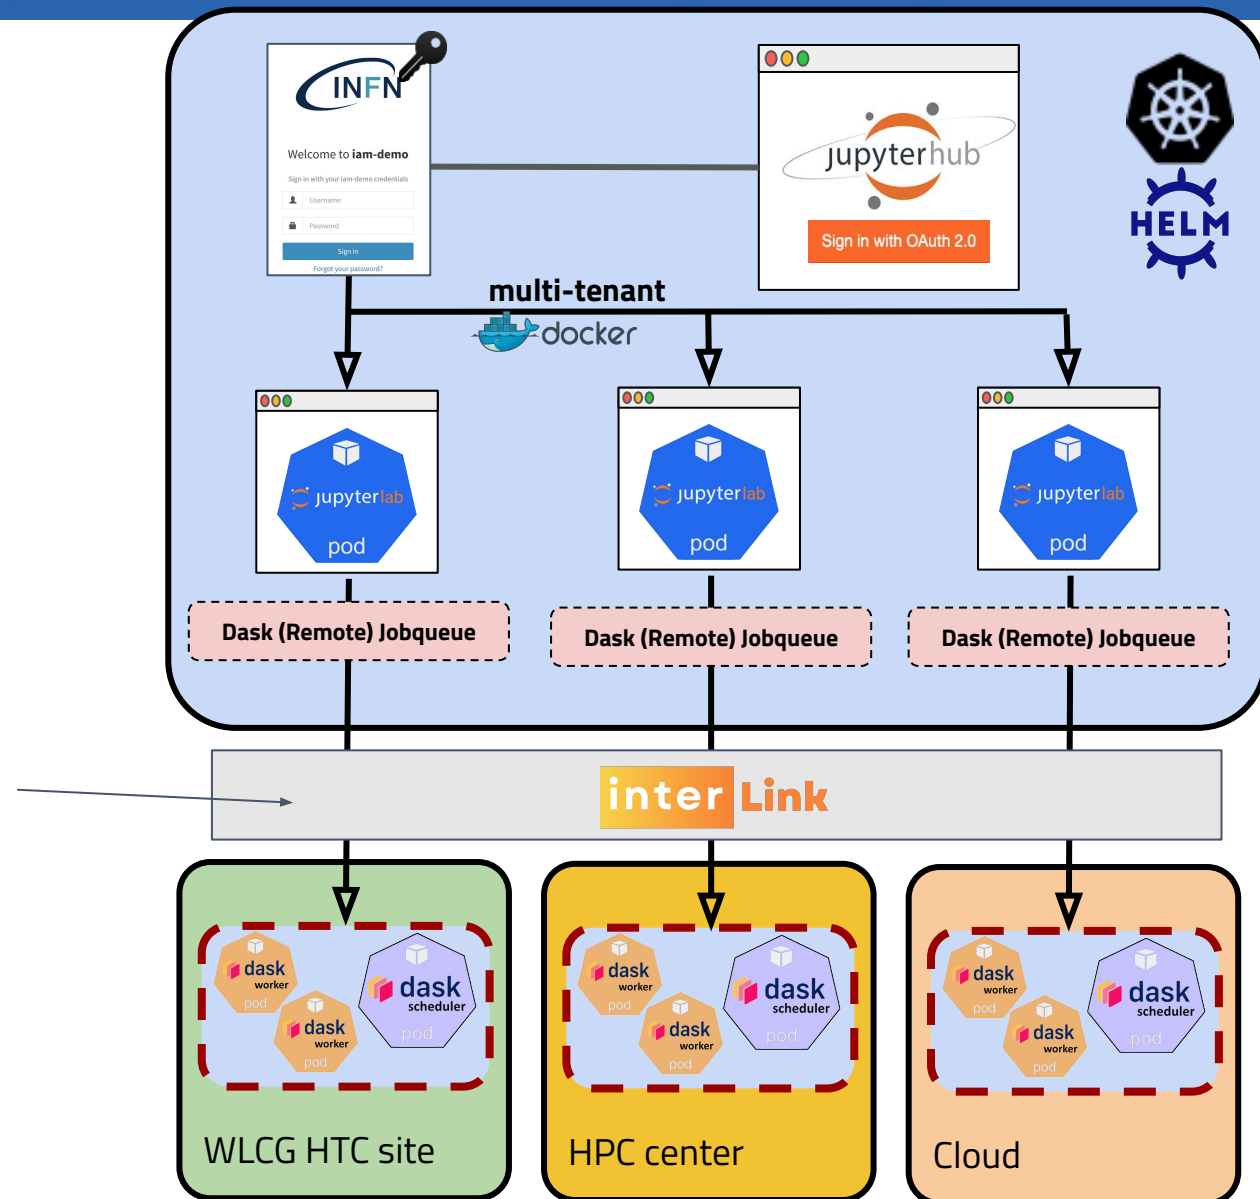 INFN
Welcome to iam-demo
Sign in with your iam-demo credentials
Username
Password
Sign in
Forgot your password?
jupyterhub
Sign in with OAuth 2.0
HELM
multi-tenant
docker
jupyterlab
pod
jupyterlab
pod
jupyterlab
pod
Dask (Remote) Jobqueue
Dask (Remote) Jobqueue
Dask (Remote) Jobqueue
inter Link
dask
worker
pod
dask
worker
pod
dask
scheduler
pod
WLCG HTC site
dask
worker
pod
dask
worker
pod
dask
scheduler
pod
HPC center
dask
worker
pod
dask
worker
pod
dask
scheduler
pod
Cloud